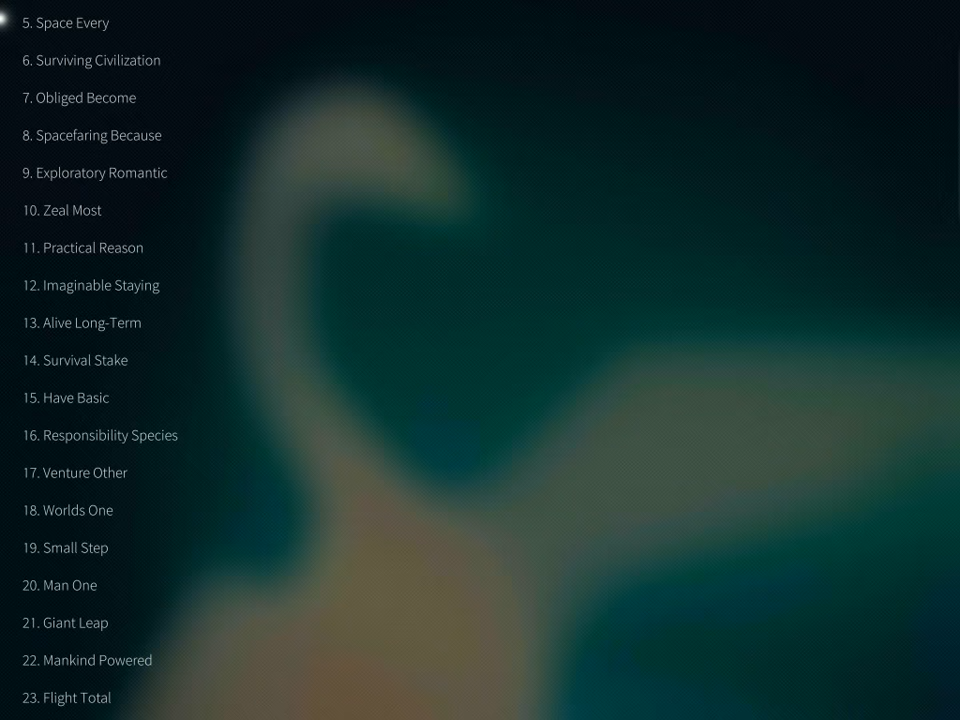 5. Space Every
6. Surviving Civilization
7. Obliged Become
8. Spacefaring Because
9. Exploratory Romantic
10. Zeal Most
11. Practical Reason
12. Imaginable Staying
13. Alive Long-Term
14. Survival Stake
15. Have Basic
16. Responsibility Species
17. Venture Other
18. Worlds One
19. Small Step
20. Man One
21. Giant Leap
22. Mankind Powered
23. Flight Total